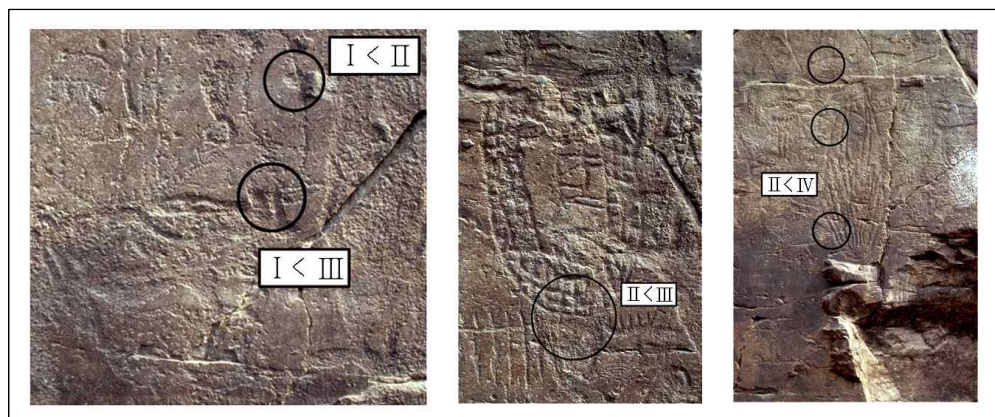 Ⅰ < Ⅱ
Ⅰ < Ⅲ
Ⅱ<Ⅲ
Ⅱ<Ⅳ